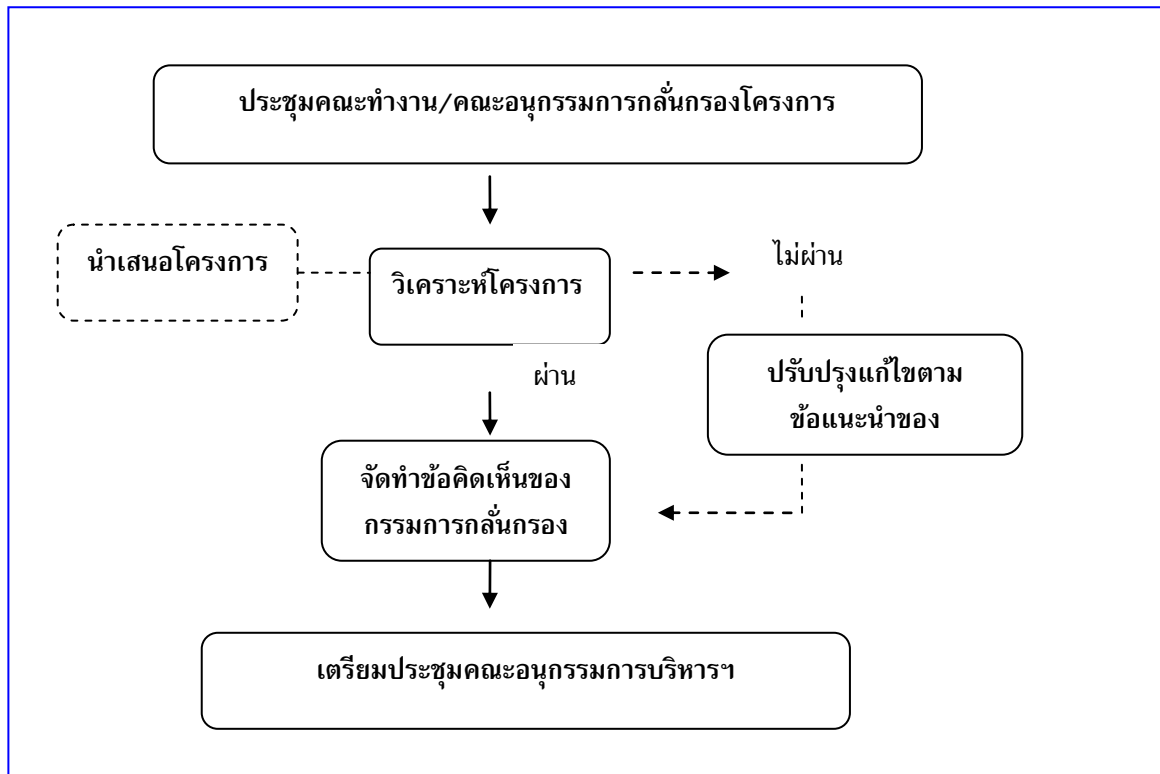 ประชุมคณะทำงาน/คณะอนุกรรมการกลั่นกรองโครงการ
นำเสนอโครงการ
วิเคราะห์โครงการ
ไม่ผ่าน
ผ่าน
ปรับปรุงแก้ไขตาม
ข้อแนะนำของ
จัดทำข้อคิดเห็นของ
กรรมการกลั่นกรอง
เตรียมประชุมคณะอนุกรรมการบริหารฯ